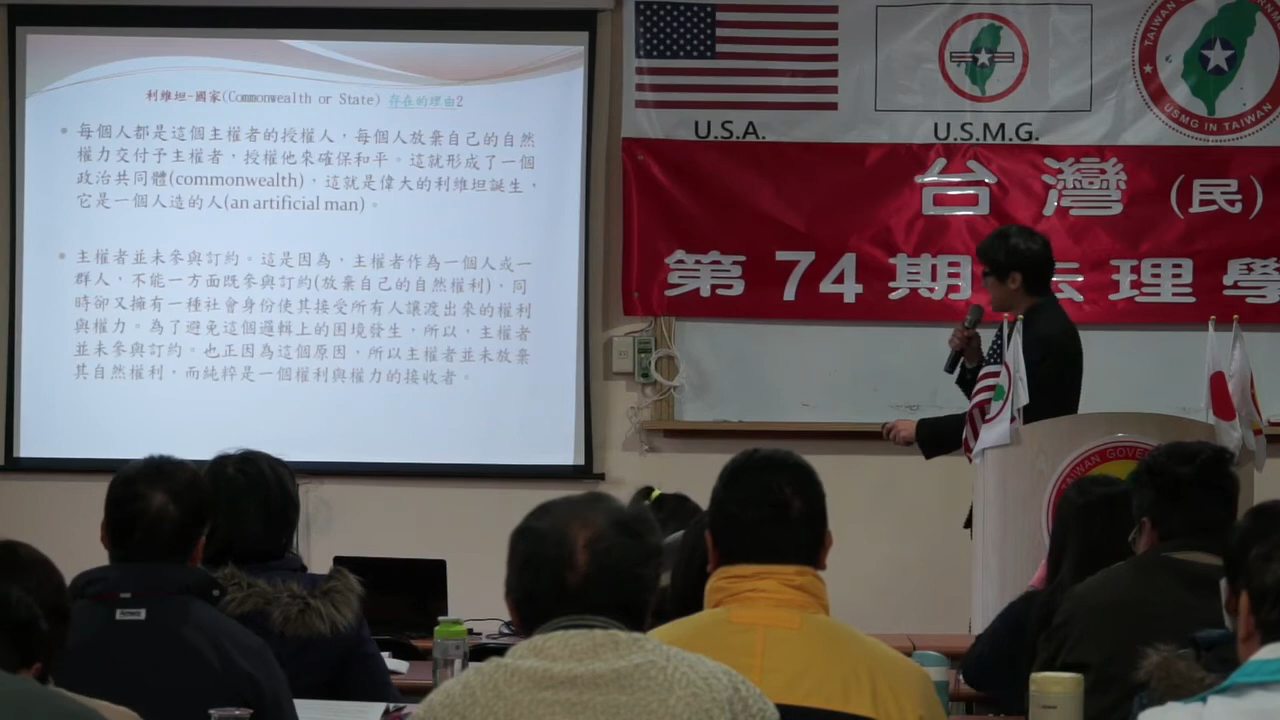 利維坦-國家(Commonwealth or State) 存在的理由2
• 每個人都是這個主權者的授權人，每個人放棄自己的自然
權力交付予主權者，授權他來確保和平。這就形成了一個
政治共同體(commonwealth)，這就是偉大的利維坦誕生，
它是一個人造的人(an artificial man)。
• 主權者並未參與訂約。這是因為，主權者作為一個人或一
群人，不能一方面既參與訂約(放棄自己的自然權利)，同
時卻又擁有一種社會身份使其接受所有人讓渡出來的權利
與權力。為了避免這個邏輯上的困境發生，所以，主權者
並未參與訂約。也正因為這個原因，所以主權者並未放棄
其自然權利，而純粹是一個權利與權力的接收者。
U.S.A.
U.S.M.G.
TAIWAN
USMG IN TAIWAN
台灣(民)
第74期法理學
TAIWAN GOVE
Amway